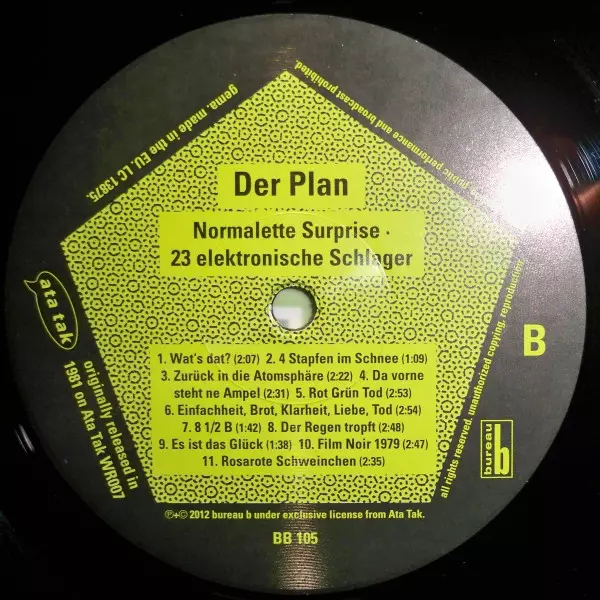 Der Plan
Normalette Surprise ·
23 elektronische Schlager
1. Wat's dat? (2:07) 2. 4 Stapfen im Schnee (1:09)
3. Zurück in die Atomsphäre (2:22) 4. Da vorne
steht ne Ampel (2:31) 5. Rot Grün Tod (2:53)
6. Einfachheit, Brot, Klarheit, Liebe, Tod (2:54)
7. 8 1/2 B (1:42) 8. Der Regen tropft (2:48)
9. Es ist das Glück (1:38) 10. Film Noir 1979 (2:47)
11. Rosarote Schweinchen (2:35)
B
ata tak
originally released in
1981 on Ata Tak WR007
gema. made in the EU. LC 13875.
public performance and broadcast prohibited.
all rights reserved. unauthorized copying, reproduction,
bureau b
℗+© 2012 bureau b under exclusive license from Ata Tak.
BB 105